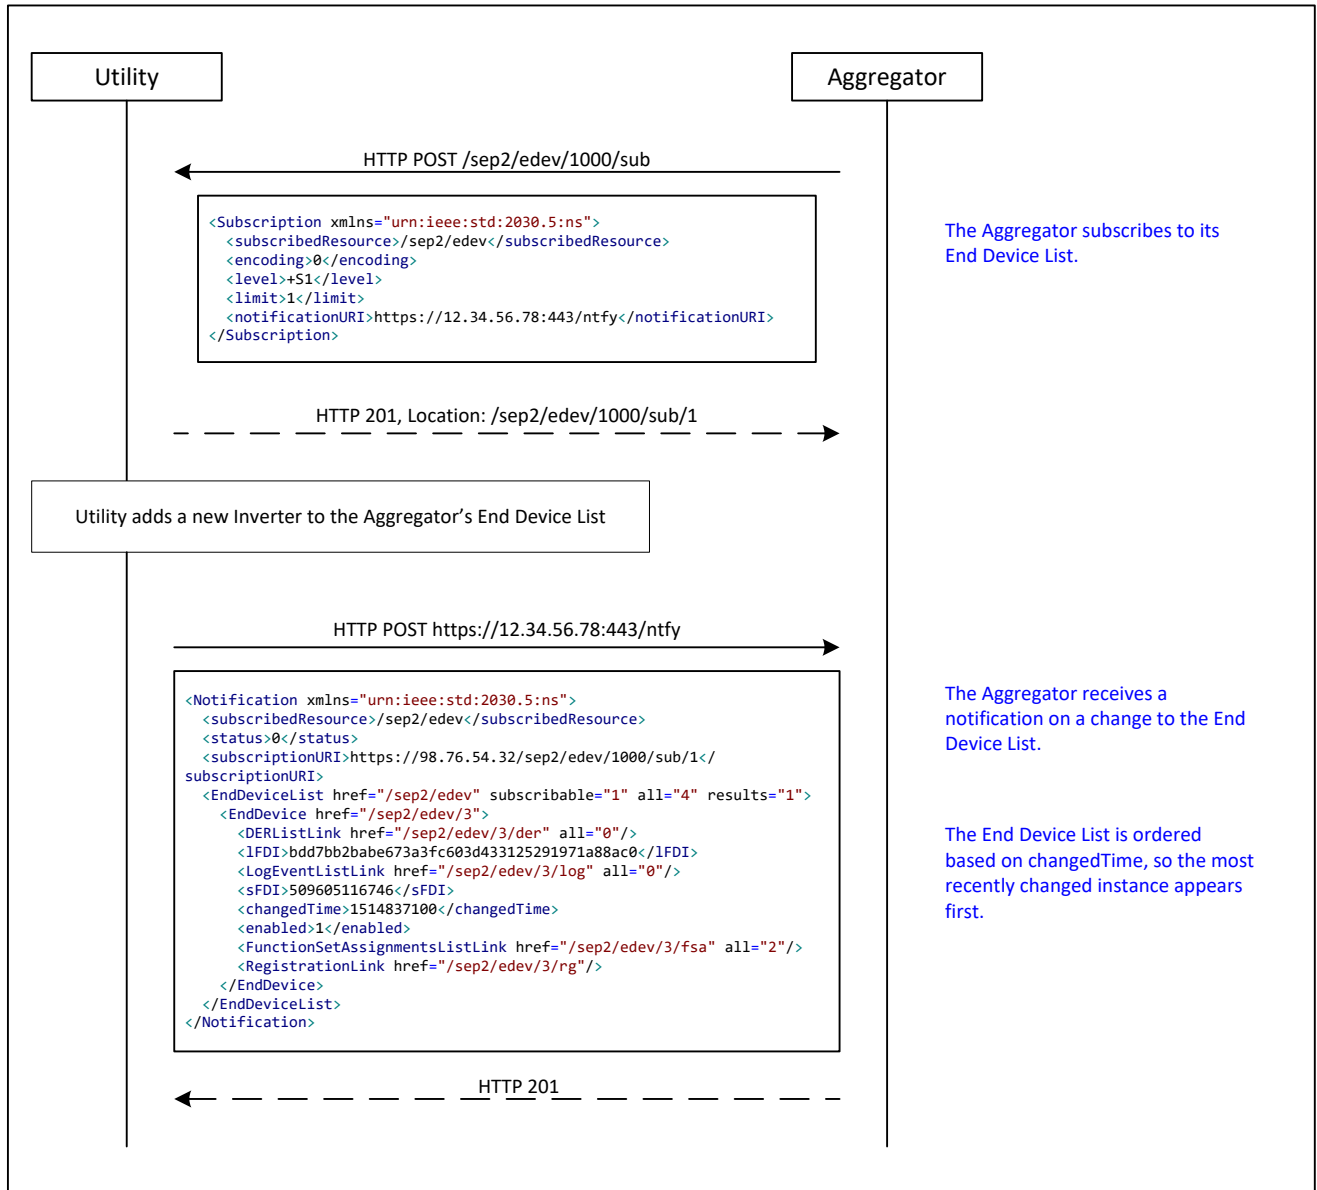 Utility
Aggregator
HTTP POST /sep2/edev/1000/sub
<Subscription xmlns="urn:ieee:std:2030.5:ns">
  <subscribedResource>/sep2/edev</subscribedResource>
  <encoding>0</encoding>
  <level>+S1</level>
  <limit>1</limit>
  <notificationURI>https://12.34.56.78:443/ntfy</notificationURI>
</Subscription>
The Aggregator subscribes to its
End Device List.
HTTP 201, Location: /sep2/edev/1000/sub/1
Utility adds a new Inverter to the Aggregator’s End Device List
HTTP POST https://12.34.56.78:443/ntfy
<Notification xmlns="urn:ieee:std:2030.5:ns">
  <subscribedResource>/sep2/edev</subscribedResource>
  <status>0</status>
  <subscriptionURI>https://98.76.54.32/sep2/edev/1000/sub/1</
subscriptionURI>
  <EndDeviceList href="/sep2/edev" subscribable="1" all="4" results="1">
    <EndDevice href="/sep2/edev/3">
      <DERListLink href="/sep2/edev/3/der" all="0"/>
      <lFDI>bdd7bb2babe673a3fc603d433125291971a88ac0</lFDI>
      <LogEventListLink href="/sep2/edev/3/log" all="0"/>
      <sFDI>509605116746</sFDI>
      <changedTime>1514837100</changedTime>
      <enabled>1</enabled>
      <FunctionSetAssignmentsListLink href="/sep2/edev/3/fsa" all="2"/>
      <RegistrationLink href="/sep2/edev/3/rg"/>
    </EndDevice>
  </EndDeviceList>
</Notification>
The Aggregator receives a
notification on a change to the End
Device List.
The End Device List is ordered
based on changedTime, so the most
recently changed instance appears
first.
HTTP 201